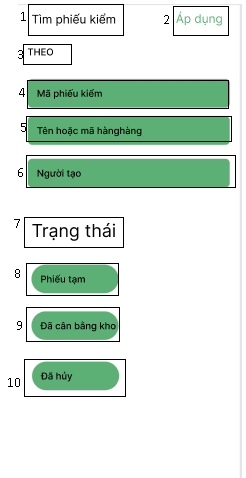 1 Tìm phiếu kiểm 2 Áp dụng
3 THEO
4 Mã phiếu kiểm
5 Tên hoặc mã hànghàng
6 Người tạo
7 Trạng thái
8 Phiếu tạm
9 Đã cân bằng kho
10 Đã hủy